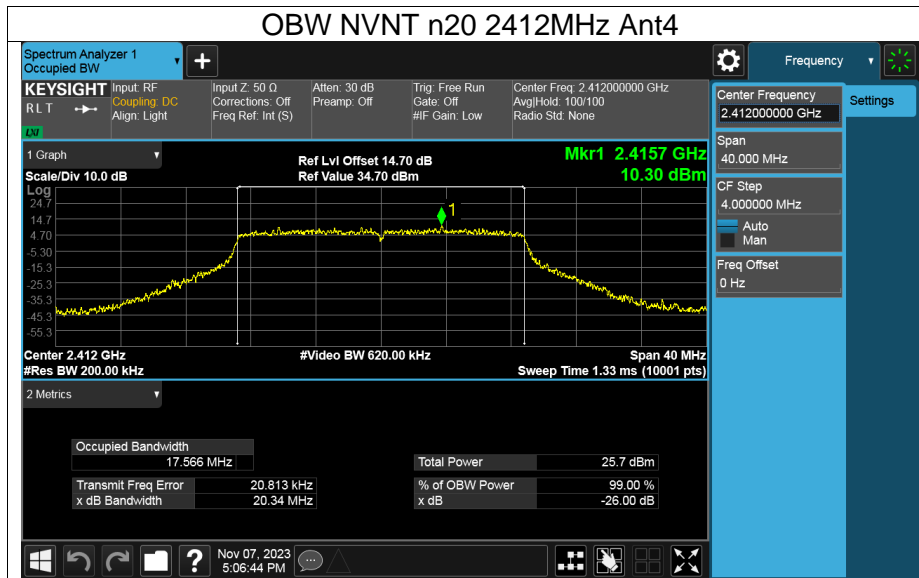 OBW NVNT n20 2412MHz Ant4
Spectrum Analyzer 1
Occupied BW
+
Frequency
KEYSIGHT
R L T
LXI
Input: RF
Coupling: DC
Align: Light
Input Z: 50 Ω
Corrections: Off
Freq Ref: Int (S)
Atten: 30 dB
Preamp: Off
Trig: Free Run
Gate: Off
#IF Gain: Low
Center Freq: 2.412000000 GHz
Avg|Hold: 100/100
Radio Std: None
Center Frequency
2.412000000 GHz
Settings
Span
40.000 MHz
CF Step
4.000000 MHz
Auto
Man
Freq Offset
0 Hz
1 Graph
Scale/Div 10.0 dB
Ref Lvl Offset 14.70 dB
Ref Value 34.70 dBm
Mkr1 2.4157 GHz
10.30 dBm
Log
24.7
14.7
4.70
-5.30
-15.3
-25.3
-35.3
-45.3
-55.3
1
Center 2.412 GHz
#Res BW 200.00 kHz
#Video BW 620.00 kHz
Span 40 MHz
Sweep Time 1.33 ms (10001 pts)
2 Metrics
Occupied Bandwidth
17.566 MHz
Transmit Freq Error 20.813 kHz
x dB Bandwidth 20.34 MHz
Total Power 25.7 dBm
% of OBW Power 99.00 %
x dB -26.00 dB
?
Nov 07, 2023
5:06:44 PM